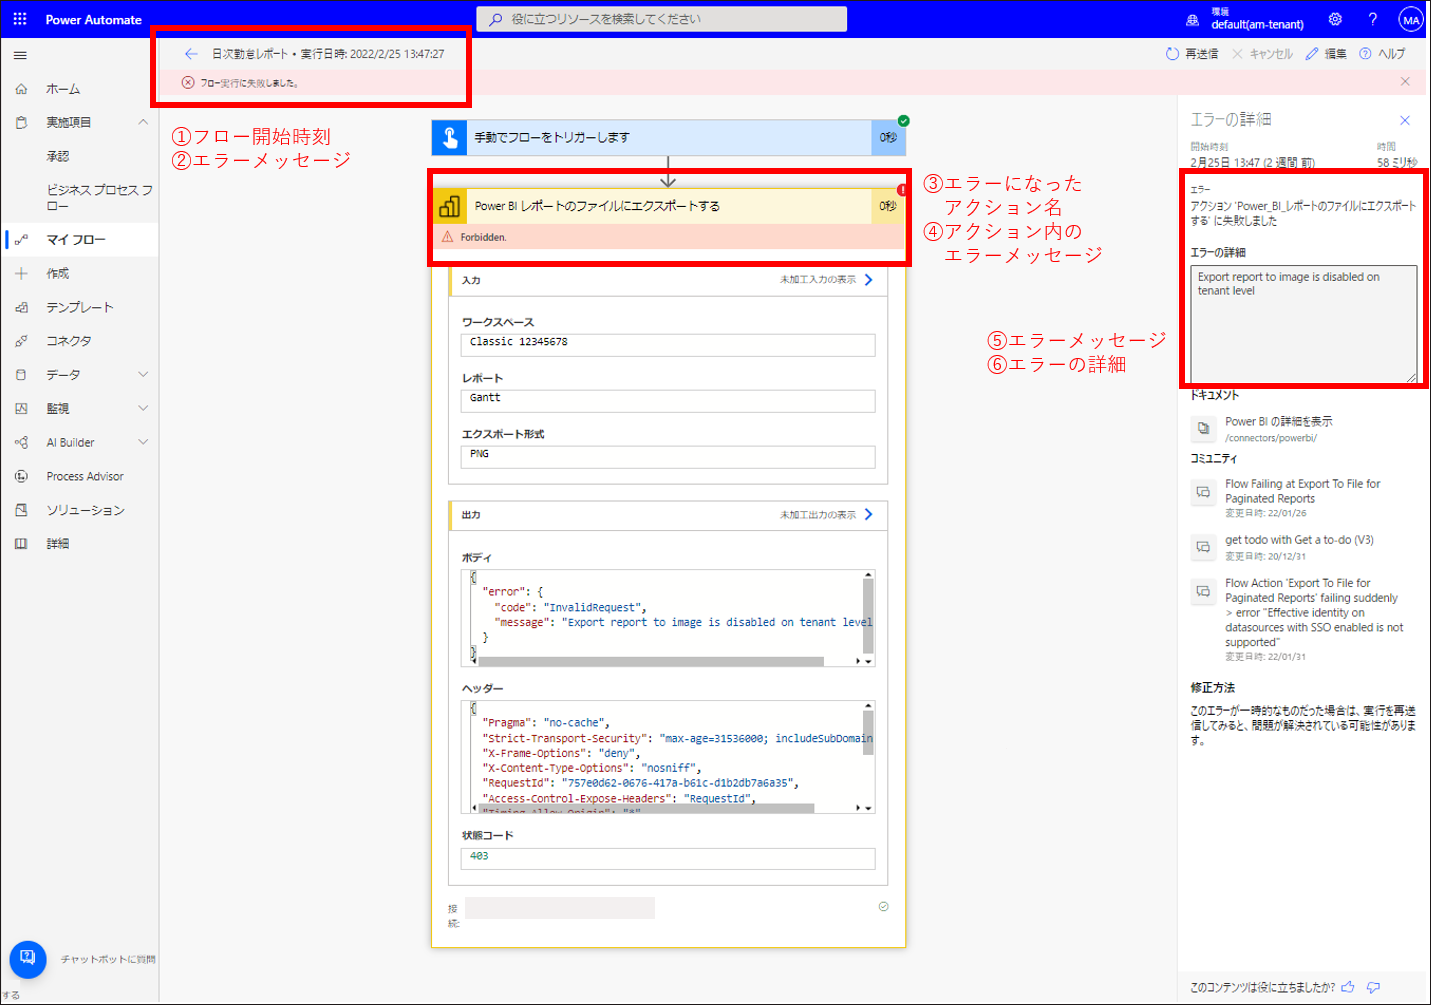 Power Automate
役に立つリソースを検索してください
環境
default(am-tenant)
?
MA
日次勤怠レポート • 実行日時: 2022/2/25 13:47:27
再送信
キャンセル
編集
ヘルプ
フロー実行に失敗しました。
ホーム
実施項目
承認
ビジネス プロセス フ
ロー
マイ フロー
作成
テンプレート
コネクタ
データ
監視
AI Builder
Process Advisor
ソリューション
詳細
チャットボットに質問
する
①フロー開始時刻
②エラーメッセージ
手動でフローをトリガーします
0秒
Power BI レポートのファイルにエクスポートする
0秒
Forbidden.
③エラーになった
アクション名
④アクション内の
エラーメッセージ
入力
未加工入力の表示
ワークスペース
Classic 12345678
レポート
Gantt
エクスポート形式
PNG
出力
未加工出力の表示
ボディ
{
"error": {
"code": "InvalidRequest",
"message": "Export report to image is disabled on tenant level
}
}
ヘッダー
{
"Pragma": "no-cache",
"Strict-Transport-Security": "max-age=31536000; includeSubDomain
"X-Frame-Options": "deny",
"X-Content-Type-Options": "nosniff",
"RequestId": "757e0d62-0676-417a-b61c-d1b2db7a6a35",
"Access-Control-Expose-Headers": "RequestId",
"Timing-Allow-Origin": "*"
状態コード
403
接
続:
⑤エラーメッセージ
⑥エラーの詳細
エラーの詳細
開始時刻
時間
2月25日 13:47 (2 週間 前)
58 ミリ秒
エラー
アクション 'Power_BI_レポートのファイルにエクスポート
する' に失敗しました
エラーの詳細
Export report to image is disabled on
tenant level
ドキュメント
Power BI の詳細を表示
/connectors/powerbi/
コミュニティ
Flow Failing at Export To File for
Paginated Reports
変更日時: 22/01/26
get todo with Get a to-do (V3)
変更日時: 20/12/31
Flow Action 'Export To File for
Paginated Reports' failing suddenly
> error "Effective identity on
datasources with SSO enabled is not
supported"
変更日時: 22/01/31
修正方法
このエラーが一時的なものだった場合は、実行を再送
信してみると、問題が解決されている可能性がありま
す。
このコンテンツは役に立ちましたか?